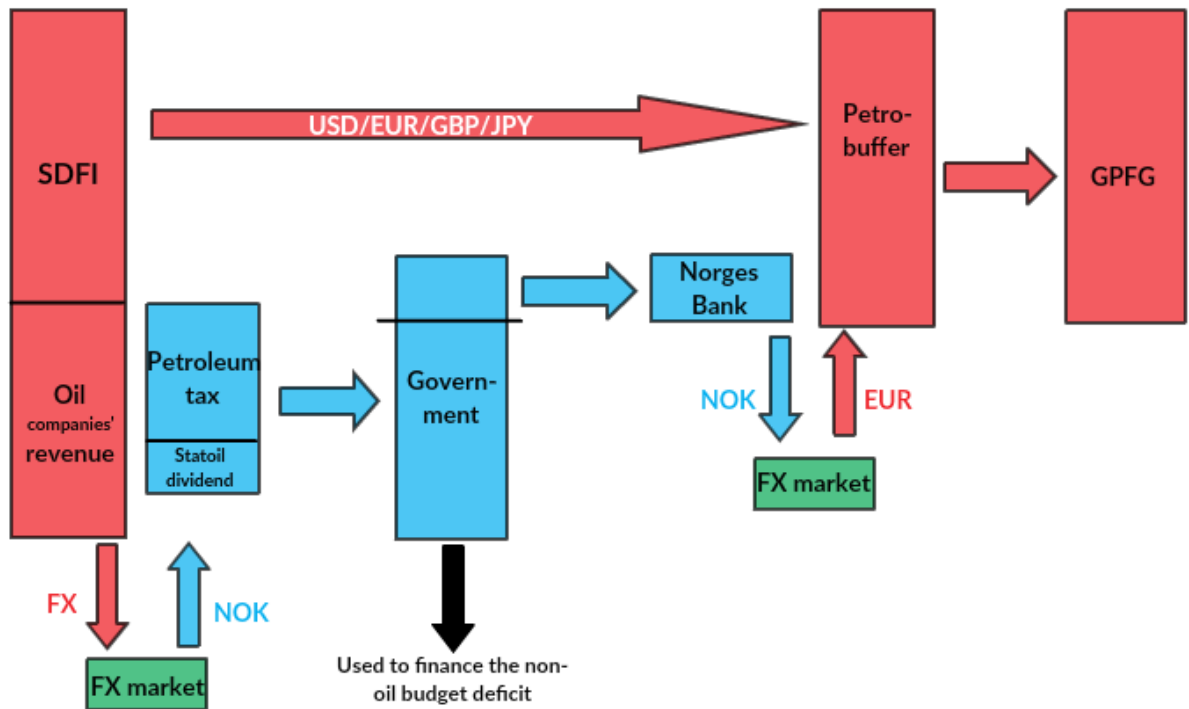 SDFI
Oil
companies'
revenue
USD/EUR/GBP/JPY
Petro-
buffer
GPFG
Petroleum
tax
Statoil
dividend
Govern-
ment
Norges
Bank
NOK
EUR
FX market
FX
NOK
FX market
Used to finance the non-
oil budget deficit